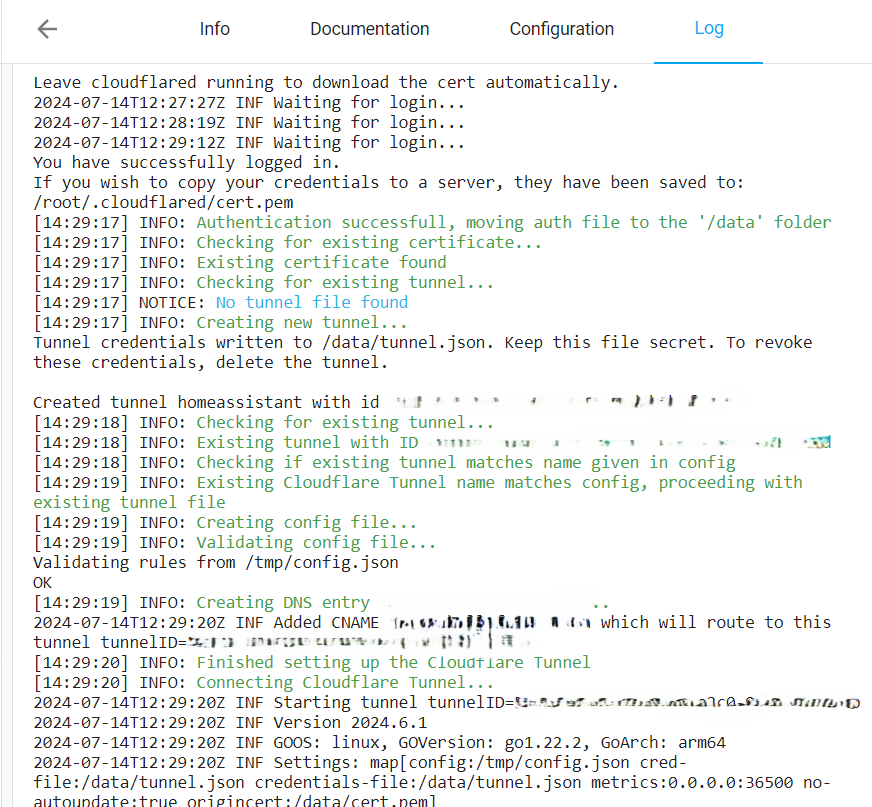 Info Documentation Configuration Log
Leave cloudflared running to download the cert automatically.
2024-07-14T12:27:27Z INF Waiting for login...
2024-07-14T12:28:19Z INF Waiting for login...
2024-07-14T12:29:12Z INF Waiting for login...
You have successfully logged in.
If you wish to copy your credentials to a server, they have been saved to:
/root/.cloudflared/cert.pem
[14:29:17] INFO: Authentication successfull, moving auth file to the '/data' folder
[14:29:17] INFO: Checking for existing certificate...
[14:29:17] INFO: Existing certificate found
[14:29:17] INFO: Checking for existing tunnel...
[14:29:17] NOTICE: No tunnel file found
[14:29:17] INFO: Creating new tunnel...
Tunnel credentials written to /data/tunnel.json. Keep this file secret. To revoke
these credentials, delete the tunnel.
Created tunnel homeassistant with id
[14:29:18] INFO: Checking for existing tunnel...
[14:29:18] INFO: Existing tunnel with ID
[14:29:18] INFO: Checking if existing tunnel matches name given in config
[14:29:19] INFO: Existing Cloudflare Tunnel name matches config, proceeding with
existing tunnel file
[14:29:19] INFO: Creating config file...
[14:29:19] INFO: Validating config file...
Validating rules from /tmp/config.json
OK
[14:29:19] INFO: Creating DNS entry ..
2024-07-14T12:29:20Z INF Added CNAME which will route to this
tunnel tunnelID=
[14:29:20] INFO: Finished setting up the Cloudflare Tunnel
[14:29:20] INFO: Connecting Cloudflare Tunnel...
2024-07-14T12:29:20Z INF Starting tunnel tunnelID=
2024-07-14T12:29:20Z INF Version 2024.6.1
2024-07-14T12:29:20Z INF GOOS: linux, GOVersion: go1.22.2, GoArch: arm64
2024-07-14T12:29:20Z INF Settings: map[config:/tmp/config.json cred-
file:/data/tunnel.json credentials-file:/data/tunnel.json metrics:0.0.0.0:36500 no-
autoupdate:true origincert:/data/cert.pem]